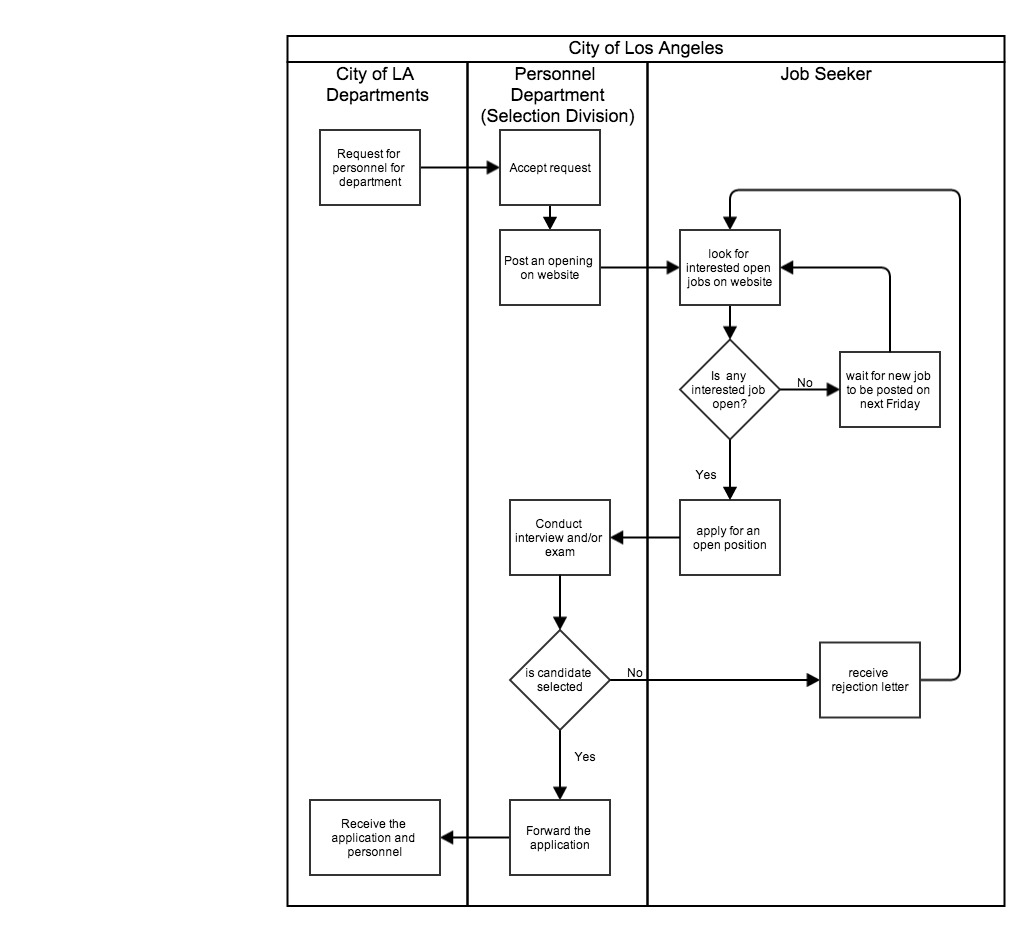 City of Los Angeles
City of LA
Departments
Personnel
Department
(Selection Division)
Job Seeker
Request for
personnel for
department
Accept request
Post an opening
on website
look for
interested open
jobs on website
Is any
interested job
open?
No
wait for new job
to be posted on
next Friday
Yes
apply for an
open position
Conduct
interview and/or
exam
is candidate
selected
No
receive
rejection letter
Yes
Forward the
application
Receive the
application and
personnel